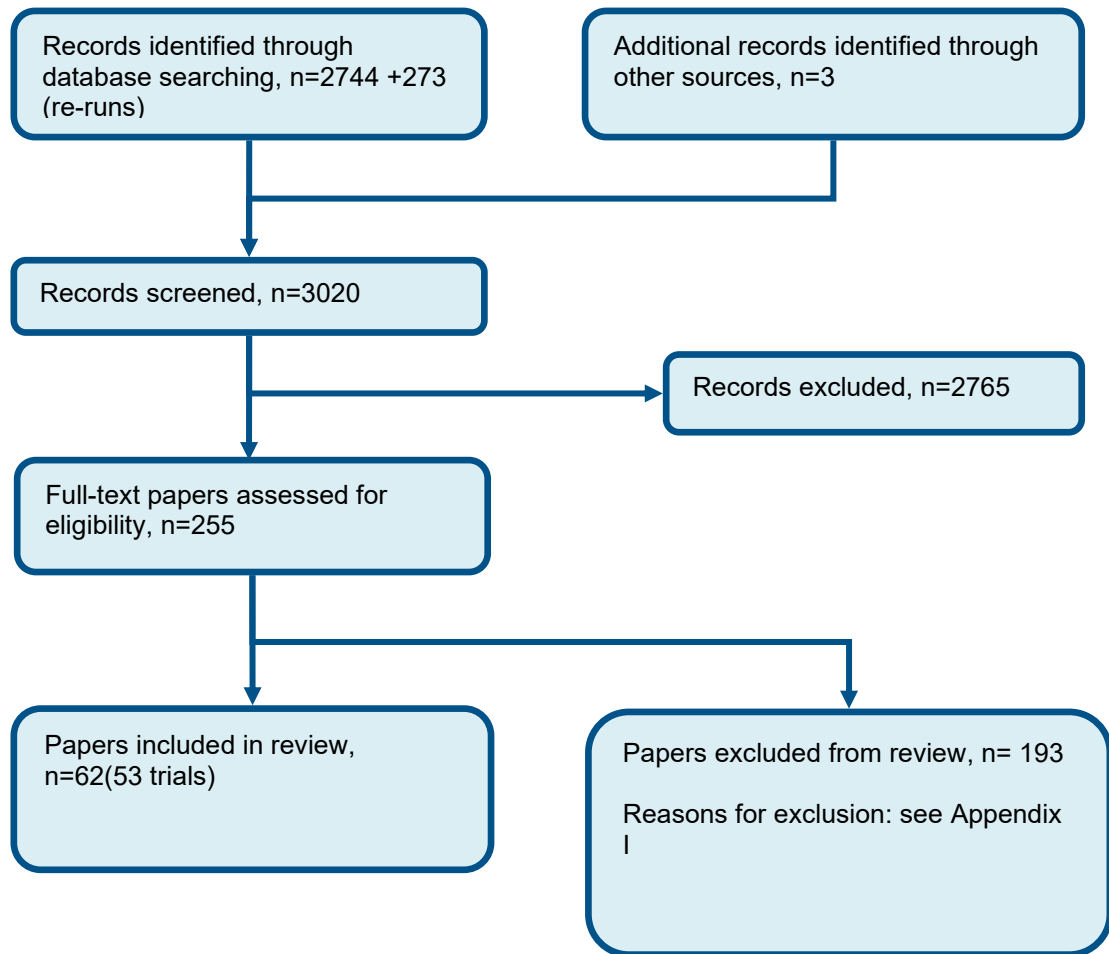 Records identified through
database searching, n=2744 +273
(re-runs)
Additional records identified through
other sources, n=3
Records screened, n=3020
Records excluded, n=2765
Full-text papers assessed for
eligibility, n=255
Papers included in review,
n=62(53 trials)
Papers excluded from review, n= 193
Reasons for exclusion: see Appendix
I